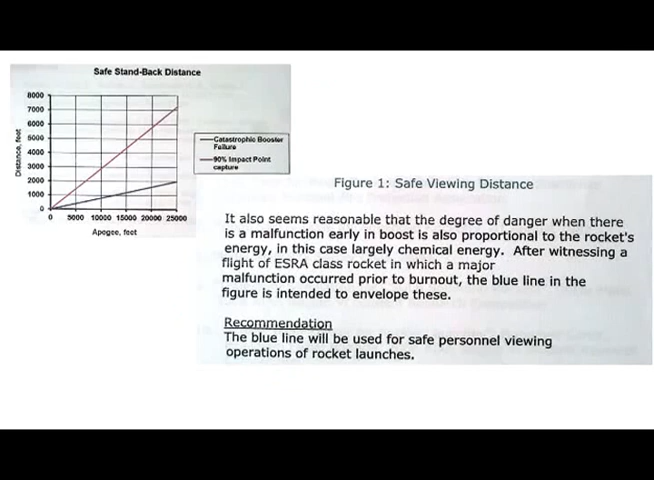 Safe Stand-Back Distance
8000
7000
6000
5000
4000
3000
2000
1000
0
Distance, feet
0 5000 10000 15000 20000 25000
Apogee, feet
Catastrophic Booster
Failure
90% Impact Point
capture
Figure 1: Safe Viewing Distance
It also seems reasonable that the degree of danger when there
is a malfunction early in boost is also proportional to the rocket's
energy, in this case largely chemical energy. After witnessing a
flight of ESRA class rocket in which a major
malfunction occurred prior to burnout, the blue line in the
figure is intended to envelope these.
Recommendation
The blue line will be used for safe personnel viewing
operations of rocket launches.